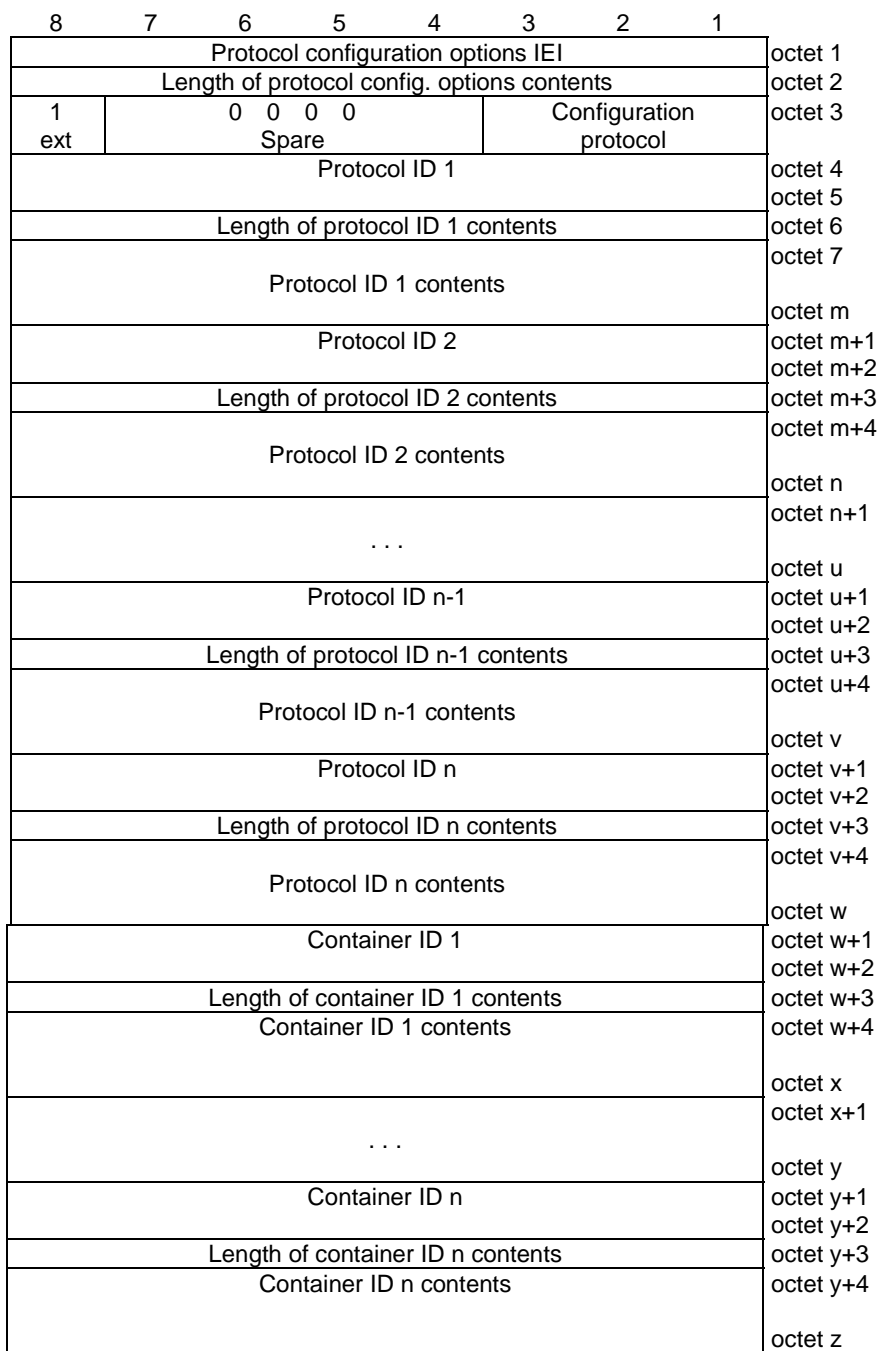 8 7 6 5 4 3 2 1
Protocol configuration options IEI octet 1
Length of protocol config. options contents octet 2
1 0 0 0 0 Configuration octet 3
ext Spare protocol
Protocol ID 1 octet 4
octet 5
Length of protocol ID 1 contents octet 6
octet 7
Protocol ID 1 contents
octet m
Protocol ID 2 octet m+1
octet m+2
Length of protocol ID 2 contents octet m+3
octet m+4
Protocol ID 2 contents
octet n
octet n+1
. . .
octet u
Protocol ID n-1 octet u+1
octet u+2
Length of protocol ID n-1 contents octet u+3
octet u+4
Protocol ID n-1 contents
octet v
Protocol ID n octet v+1
octet v+2
Length of protocol ID n contents octet v+3
octet v+4
Protocol ID n contents
octet w
Container ID 1 octet w+1
octet w+2
Length of container ID 1 contents octet w+3
Container ID 1 contents octet w+4
octet x
octet x+1
. . .
octet y
Container ID n octet y+1
octet y+2
Length of container ID n contents octet y+3
Container ID n contents octet y+4
octet z